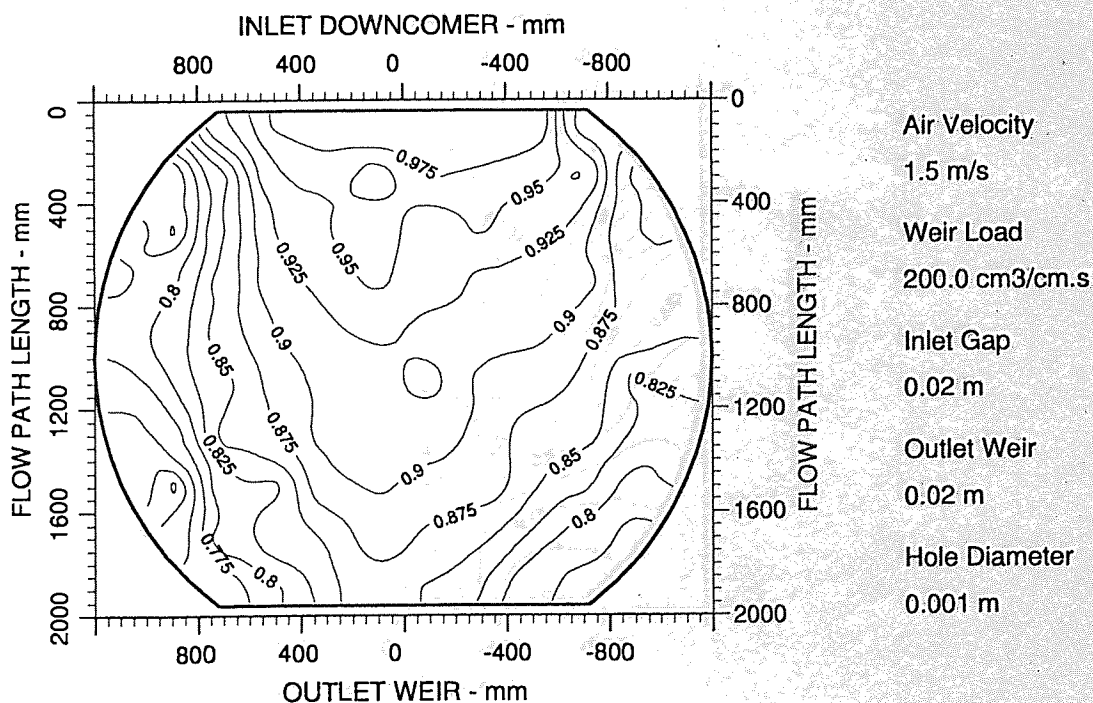 INLET DOWNCOMER - mm
800 400 0 -400 -800
0 0
400 400
800 800
1200 1200
1600 1600
2000 2000
FLOW PATH LENGTH - mm
FLOW PATH LENGTH - mm
0.975
0.95
0.925
0.925
0.95
0.925
0.8
0.9
0.9
0.875
0.85
0.825
0.875
0.825
0.9
0.85
0.875
0.8
0.775
0.8
800 400 0 -400 -800
OUTLET WEIR - mm
Air Velocity
1.5 m/s
Weir Load
200.0 cm3/cm.s
Inlet Gap
0.02 m
Outlet Weir
0.02 m
Hole Diameter
0.001 m